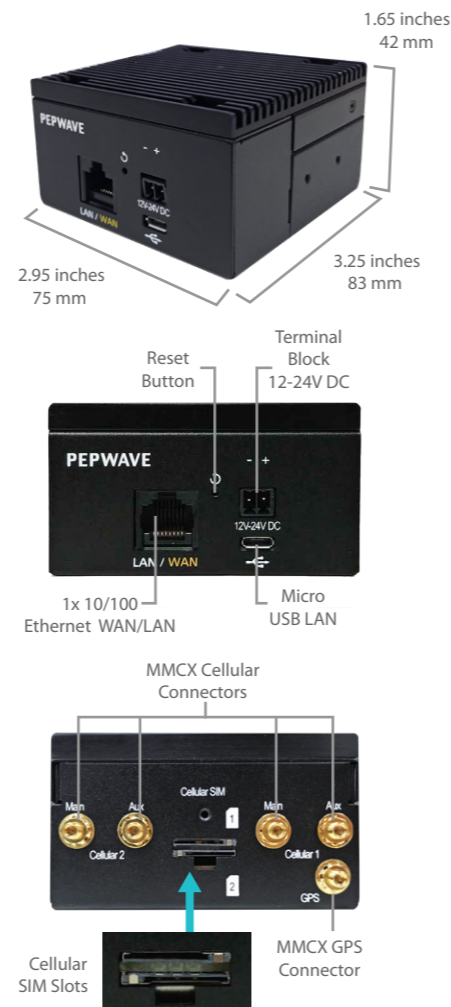 1.65 inches
42 mm
PEPWAVE
- +
12V-24V DC
LAN / WAN
2.95 inches
75 mm
3.25 inches
83 mm
Reset
Button
Terminal
Block
12-24V DC
PEPWAVE
- +
12V-24V DC
LAN / WAN
1x 10/100
Ethernet WAN/LAN
Micro
USB LAN
MMCX Cellular
Connectors
Main
Aux
Cellular SIM
Main
Aux
1
Cellular 2
Cellular 1
2
GPS
Cellular
SIM Slots
MMCX GPS
Connector